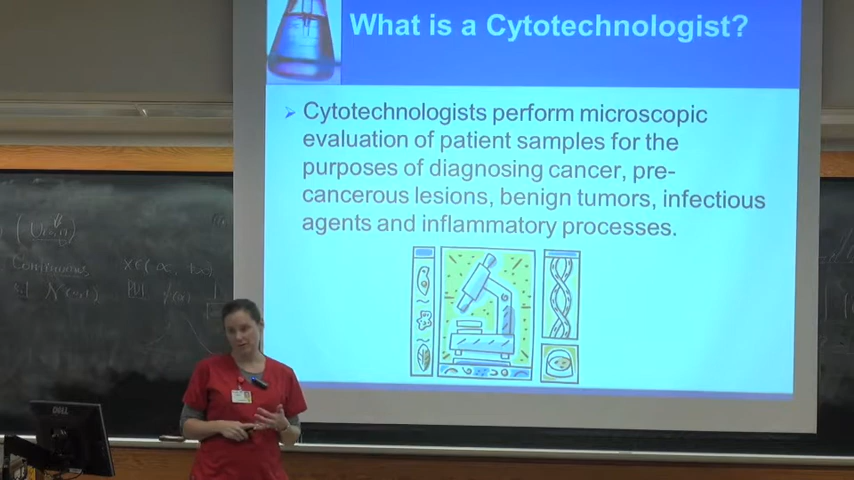 What is a Cytotechnologist?
Cytotechnologists perform microscopic
evaluation of patient samples for the
purposes of diagnosing cancer, pre-
cancerous lesions, benign tumors, infectious
agents and inflammatory processes.
Continuous
DELL